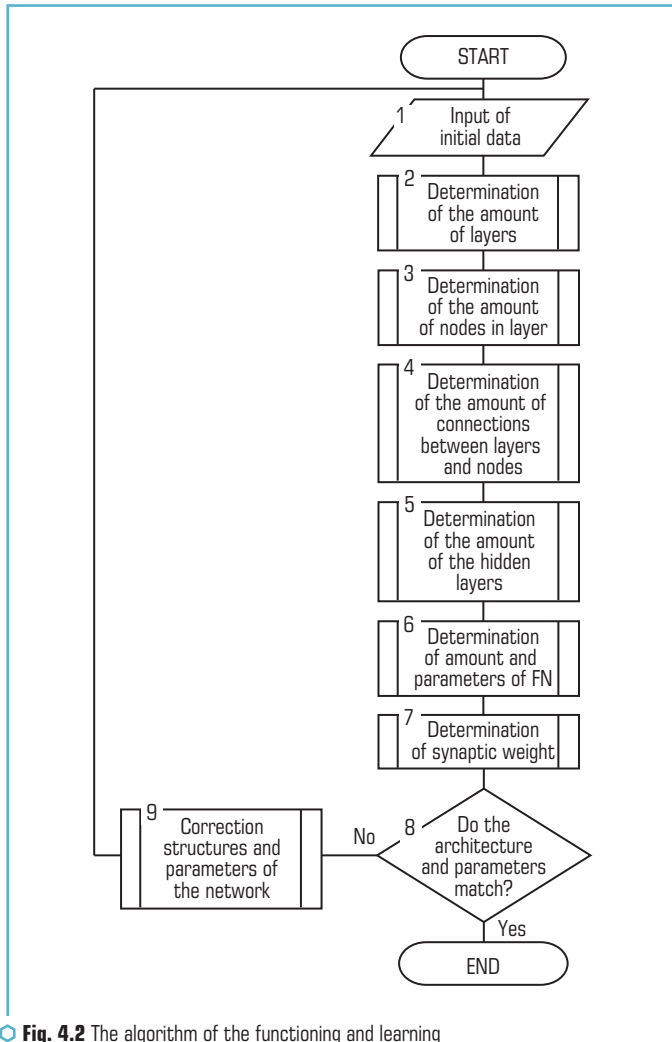 START
1
Input of
initial data
2
Determination
of the amount
of layers
3
Determination
of the amount
of nodes in layer
4
Determination
of the amount of
connections
between layers
and nodes
5
Determination
of the amount
of the hidden
layers
6
Determination
of amount and
parameters of FN
7
Determination
of synaptic weight
8
Do the
architecture
and parameters
match?
No
9
Correction
structures and
parameters of
the network
Yes
END
Fig. 4.2 The algorithm of the functioning and learning